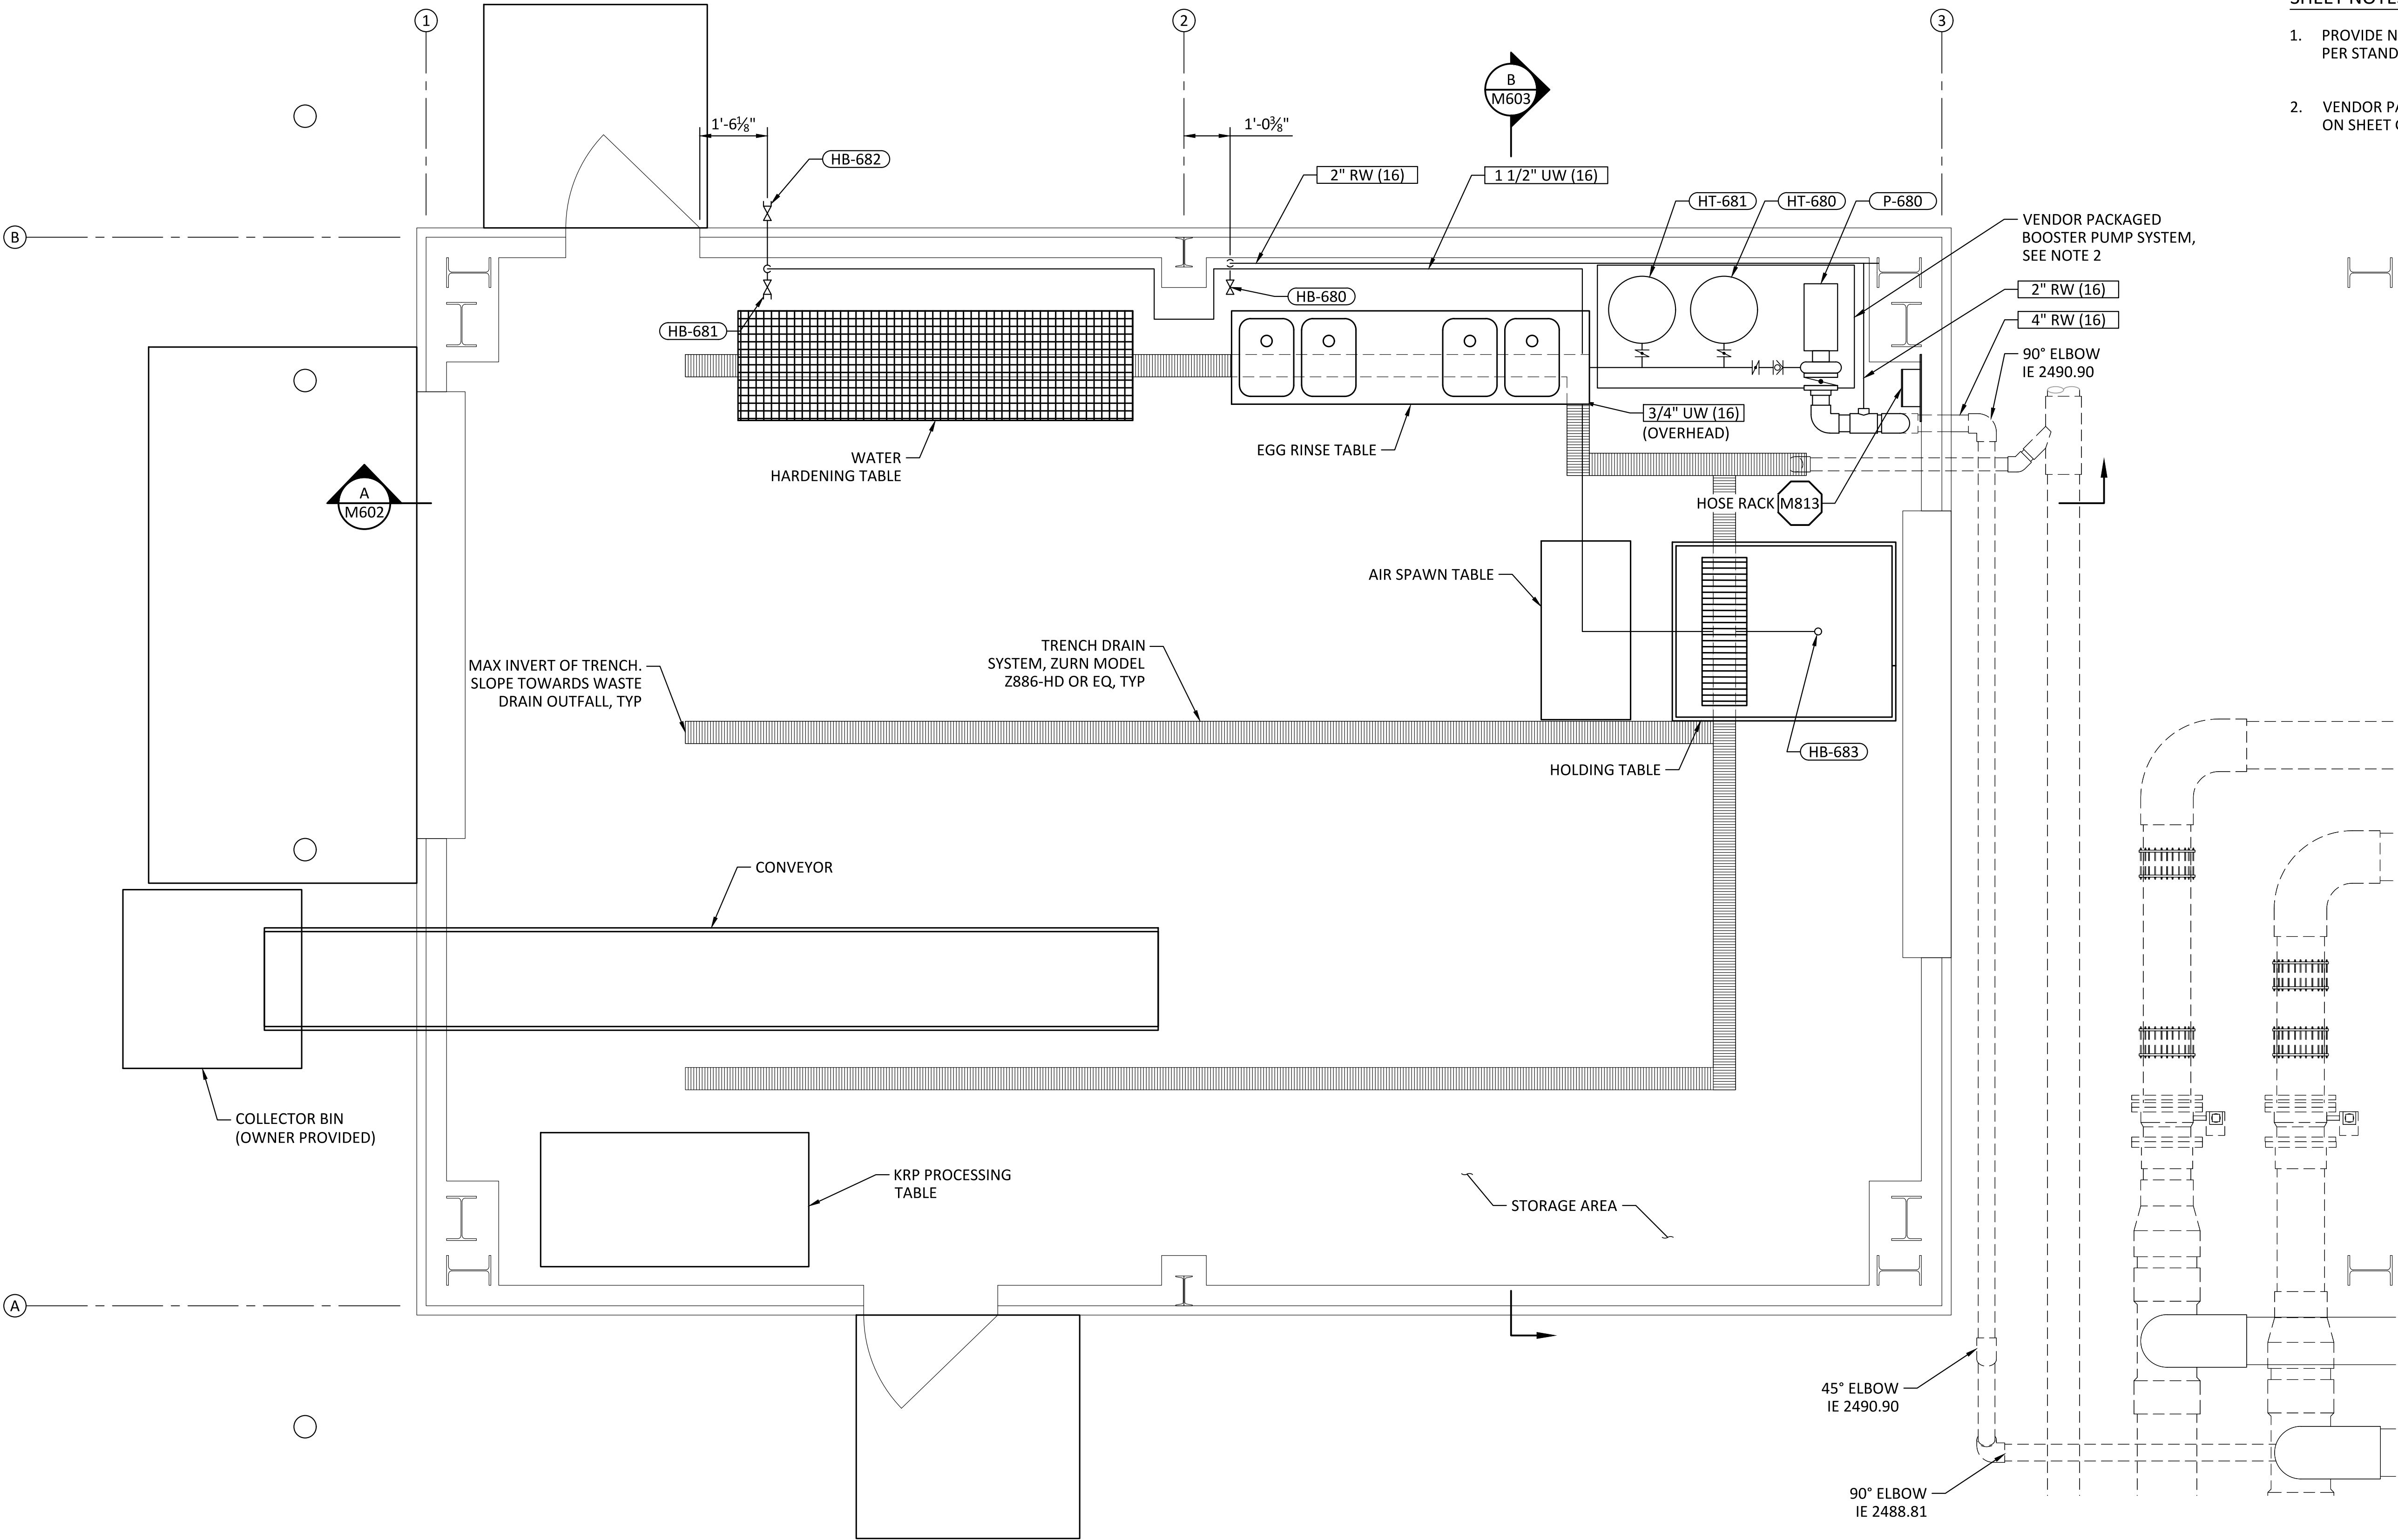 SHEET NOTES
1. PROVIDE N
PER STAND
2. VENDOR PA
ON SHEET
1
2
3
B
M603
1'-6⅛"
1'-0⅜"
HB-682
2" RW (16)
1 1/2" UW (16)
HT-681
HT-680
P-680
VENDOR PACKAGED
BOOSTER PUMP SYSTEM,
SEE NOTE 2
B
2" RW (16)
HB-680
4" RW (16)
HB-681
90° ELBOW
IE 2490.90
3/4" UW (16)
(OVERHEAD)
EGG RINSE TABLE
WATER
HARDENING TABLE
A
M602
HOSE RACK M813
AIR SPAWN TABLE
TRENCH DRAIN
SYSTEM, ZURN MODEL
Z886-HD OR EQ, TYP
MAX INVERT OF TRENCH.
SLOPE TOWARDS WASTE
DRAIN OUTFALL, TYP
HB-683
HOLDING TABLE
CONVEYOR
COLLECTOR BIN
(OWNER PROVIDED)
KRP PROCESSING
TABLE
STORAGE AREA
A
45° ELBOW
IE 2490.90
90° ELBOW
IE 2488.81